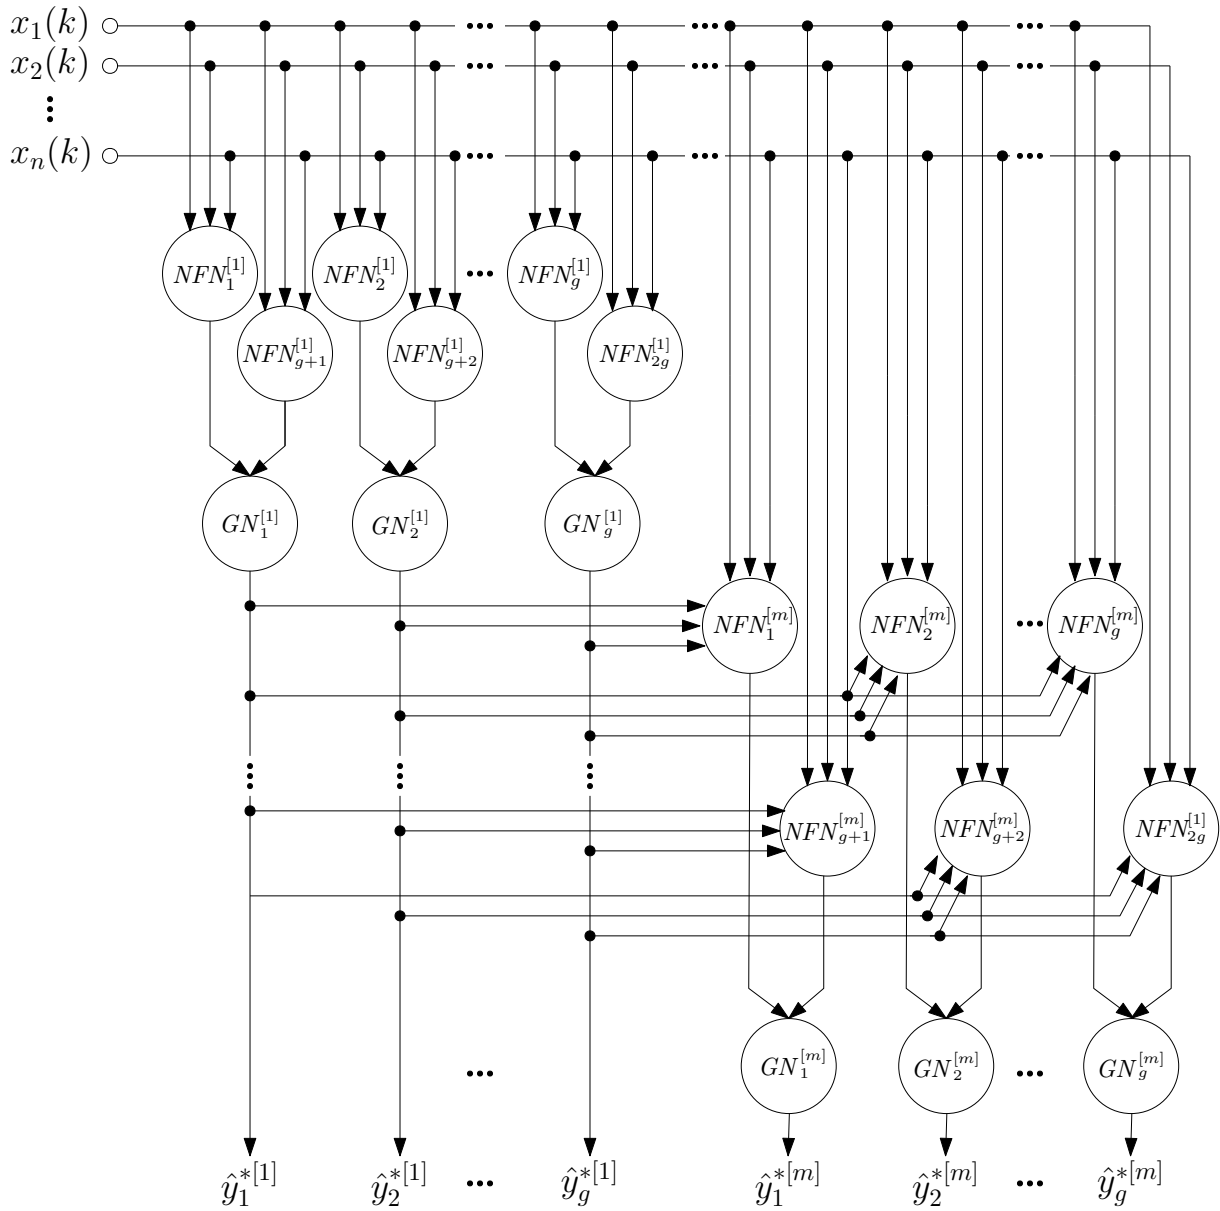 x_1(k)
x_2(k)
⋮
x_n(k)
NFN_1^{[1]} NFN_2^{[1]} ... NFN_g^{[1]}
NFN_{g+1}^{[1]} NFN_{g+2}^{[1]} NFN_{2g}^{[1]}
GN_1^{[1]} GN_2^{[1]} GN_g^{[1]}
NFN_1^{[m]} NFN_2^{[m]} ... NFN_g^{[m]}
NFN_{g+1}^{[m]} NFN_{g+2}^{[m]} NFN_{2g}^{[1]}
... GN_1^{[m]} GN_2^{[m]} ... GN_g^{[m]}
ŷ_1^{*[1]} ŷ_2^{*[1]} ... ŷ_g^{*[1]} ŷ_1^{*[m]} ŷ_2^{*[m]} ... ŷ_g^{*[m]}